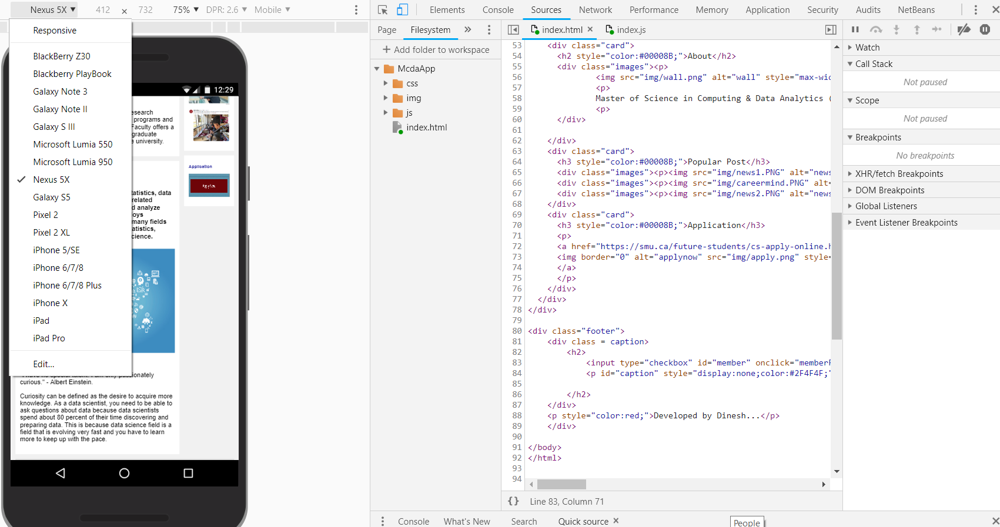 Nexus 5X ▼ 412 × 732 75% ▼ DPR: 2.6 ▼ Mobile ▼
Responsive
BlackBerry Z30
Blackberry PlayBook
Galaxy Note 3
Galaxy Note II
Galaxy S III
Microsoft Lumia 550
Microsoft Lumia 950
Nexus 5X
Galaxy S5
Pixel 2
Pixel 2 XL
iPhone 5/SE
iPhone 6/7/8
iPhone 6/7/8 Plus
iPhone X
iPad
iPad Pro
Edit...
12:29
esearch
programs and
Faculty offers a
graduate
e university.
Application
Apply Now
tatistics, data
related
d analyze
oys
many fields
atistics,
cience.
curious." - Albert Einstein.
Curiosity can be defined as the desire to acquire more
knowledge. As a data scientist, you need to be able to
ask questions about data because data scientists
spend about 80 percent of their time discovering and
preparing data. This is because data science field is a
field that is evolving very fast and you have to learn
more to keep up with the pace.
Elements Console Sources Network Performance Memory Application Security Audits NetBeans
Page Filesystem
+ Add folder to workspace
McdaApp
css
img
js
index.html
index.html × index.js
53 <div class="card">
54 <h2 style="color:#00008B;">About</h2>
55 <div class="images"><p>
56 <img src="img/wall.png" alt="wall" style="max-wid
57 <p>
58 Master of Science in Computing & Data Analytics (
59 <p>
60 </div>
61
62 </div>
63 <div class="card">
64 <h3 style="color:#00008B;">Popular Post</h3>
65 <div class="images"><p><img src="img/news1.PNG" alt="news
66 <div class="images"><p><img src="img/careermind.PNG" alt=
67 <div class="images"><p><img src="img/news2.PNG" alt="news
68 </div>
69 <div class="card">
70 <h3 style="color:#00008B;">Application</h3>
71 <p>
72 <a href="https://smu.ca/future-students/cs-apply-online.h
73 <img border="0" alt="applynow" src="img/apply.png" style=
74 </a>
75 </p>
76 </div>
77 </div>
78 </div>
79
80 <div class="footer">
81 <div class = caption>
82 <h2>
83 <input type="checkbox" id="member" onclick="memberF
84 <p id="caption" style="display:none;color:#2F4F4F;"
85
86 </h2>
87 </div>
88 <p style="color:red;">Developed by Dinesh...</p>
89 </div>
90
91 </body>
92 </html>
93
94
{} Line 83, Column 71
Watch
Call Stack
Not paused
Scope
Not paused
Breakpoints
No breakpoints
XHR/fetch Breakpoints
DOM Breakpoints
Global Listeners
Event Listener Breakpoints
Console What's New Search Quick source ×
People